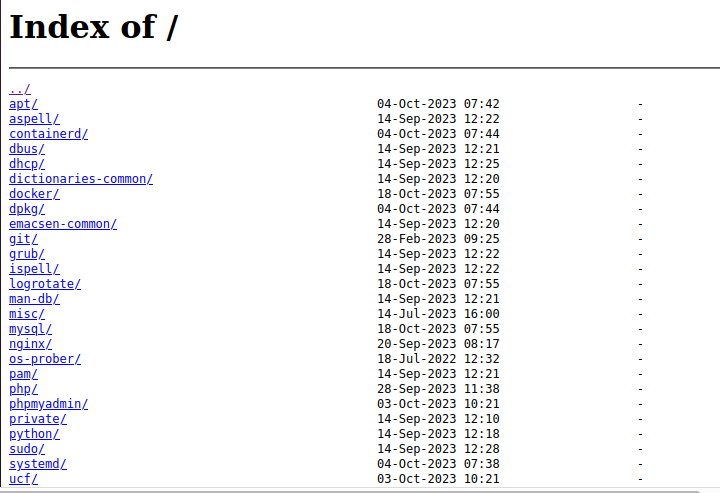 Index of /
../
apt/ 04-Oct-2023 07:42 -
aspell/ 14-Sep-2023 12:22 -
containerd/ 04-Oct-2023 07:44 -
dbus/ 14-Sep-2023 12:21 -
dhcp/ 14-Sep-2023 12:25 -
dictionaries-common/ 14-Sep-2023 12:20 -
docker/ 18-Oct-2023 07:55 -
dpkg/ 04-Oct-2023 07:44 -
emacsen-common/ 14-Sep-2023 12:20 -
git/ 28-Feb-2023 09:25 -
grub/ 14-Sep-2023 12:22 -
ispell/ 14-Sep-2023 12:22 -
logrotate/ 18-Oct-2023 07:55 -
man-db/ 14-Sep-2023 12:21 -
misc/ 14-Jul-2023 16:00 -
mysql/ 18-Oct-2023 07:55 -
nginx/ 20-Sep-2023 08:17 -
os-prober/ 18-Jul-2022 12:32 -
pam/ 14-Sep-2023 12:21 -
php/ 28-Sep-2023 11:38 -
phpmyadmin/ 03-Oct-2023 10:21 -
private/ 14-Sep-2023 12:10 -
python/ 14-Sep-2023 12:18 -
sudo/ 14-Sep-2023 12:28 -
systemd/ 04-Oct-2023 07:38 -
ucf/ 03-Oct-2023 10:21 -